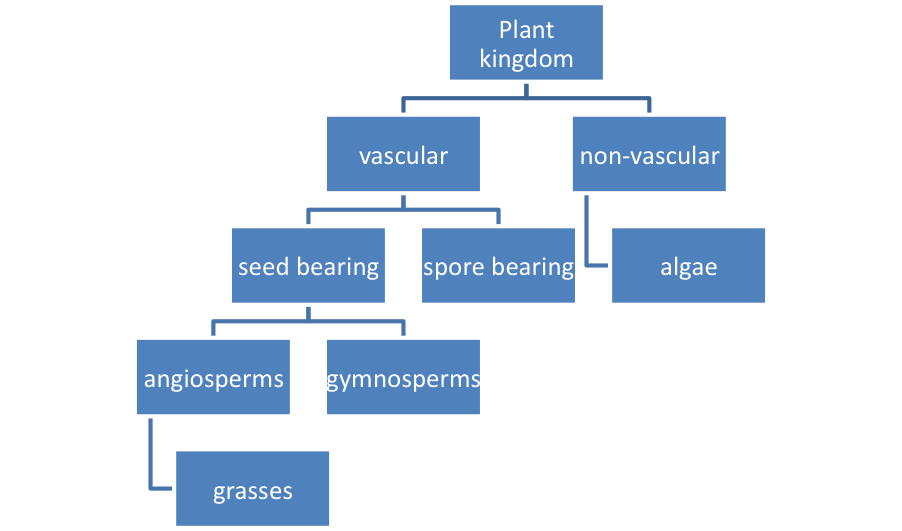 Plant
kingdom
vascular
non-vascular
seed bearing
spore bearing
algae
angiosperms
gymnosperms
grasses